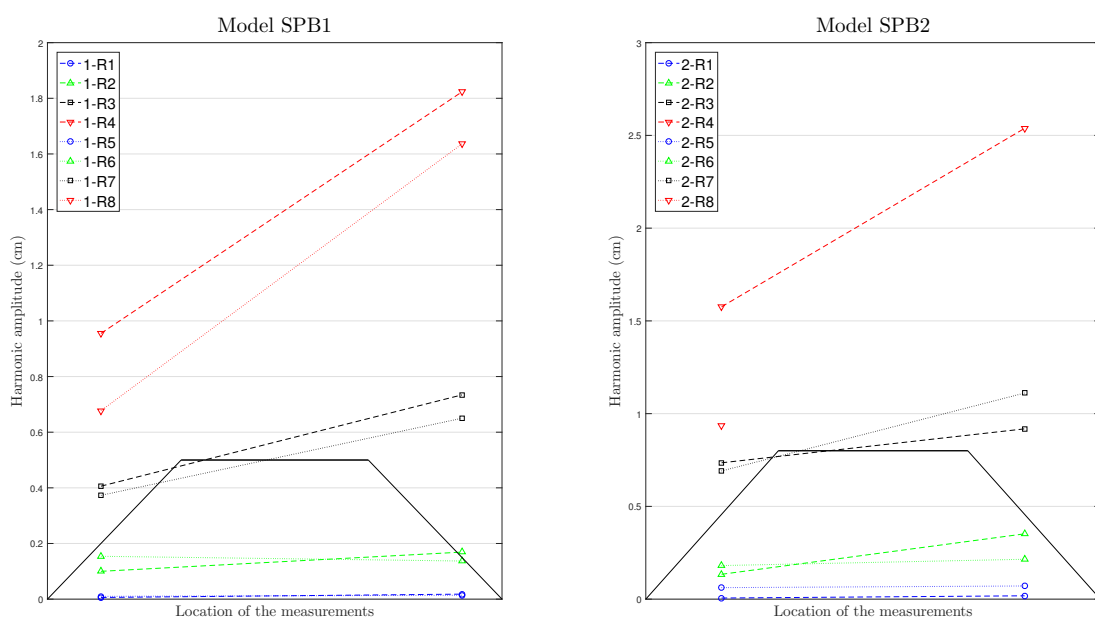 Model SPB1
2
1.8
1.6
1.4
1.2
1
0.8
0.6
0.4
0.2
0
Harmonic amplitude (cm)
1-R1
1-R2
1-R3
1-R4
1-R5
1-R6
1-R7
1-R8
Location of the measurements
Model SPB2
3
2.5
2
1.5
1
0.5
0
Harmonic amplitude (cm)
2-R1
2-R2
2-R3
2-R4
2-R5
2-R6
2-R7
2-R8
Location of the measurements